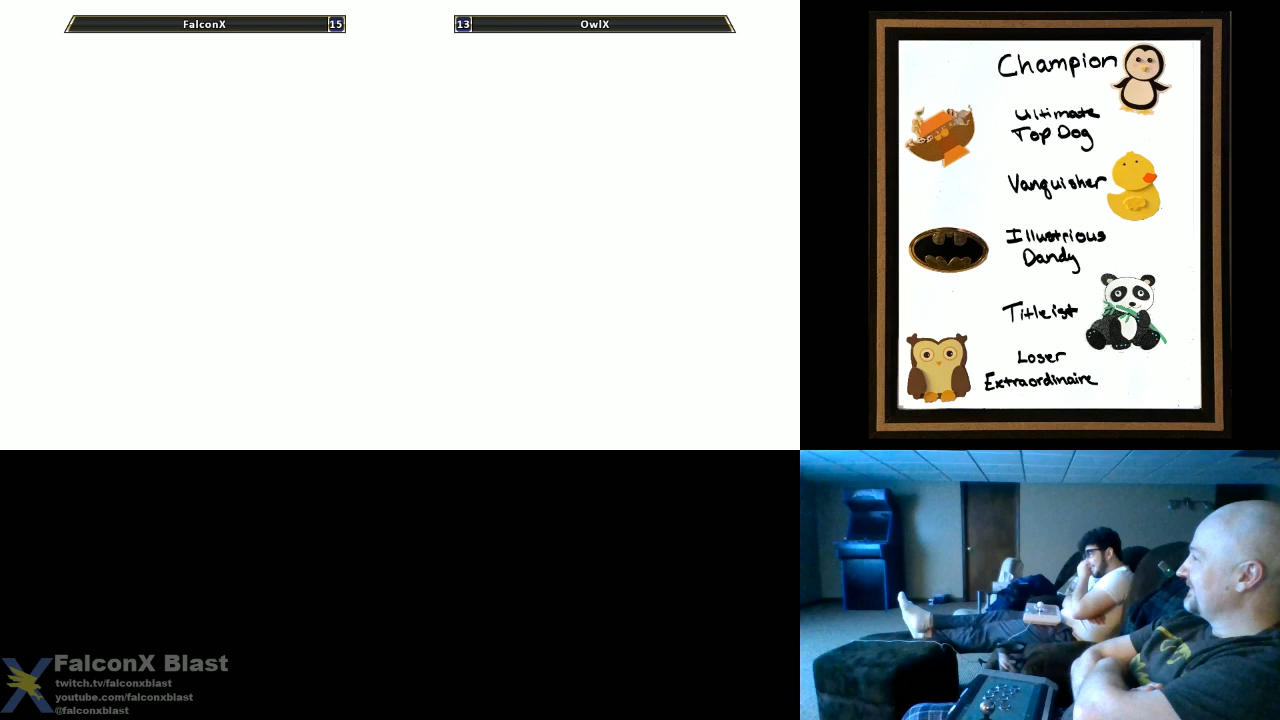 FalconX 15
13 OwlX
Champion
Ultimate
Top Dog
Vanquisher
Illustrious
Dandy
Titleist
Loser
Extraordinaire
FalconX Blast
twitch.tv/falconxblast
youtube.com/falconxblast
@falconxblast